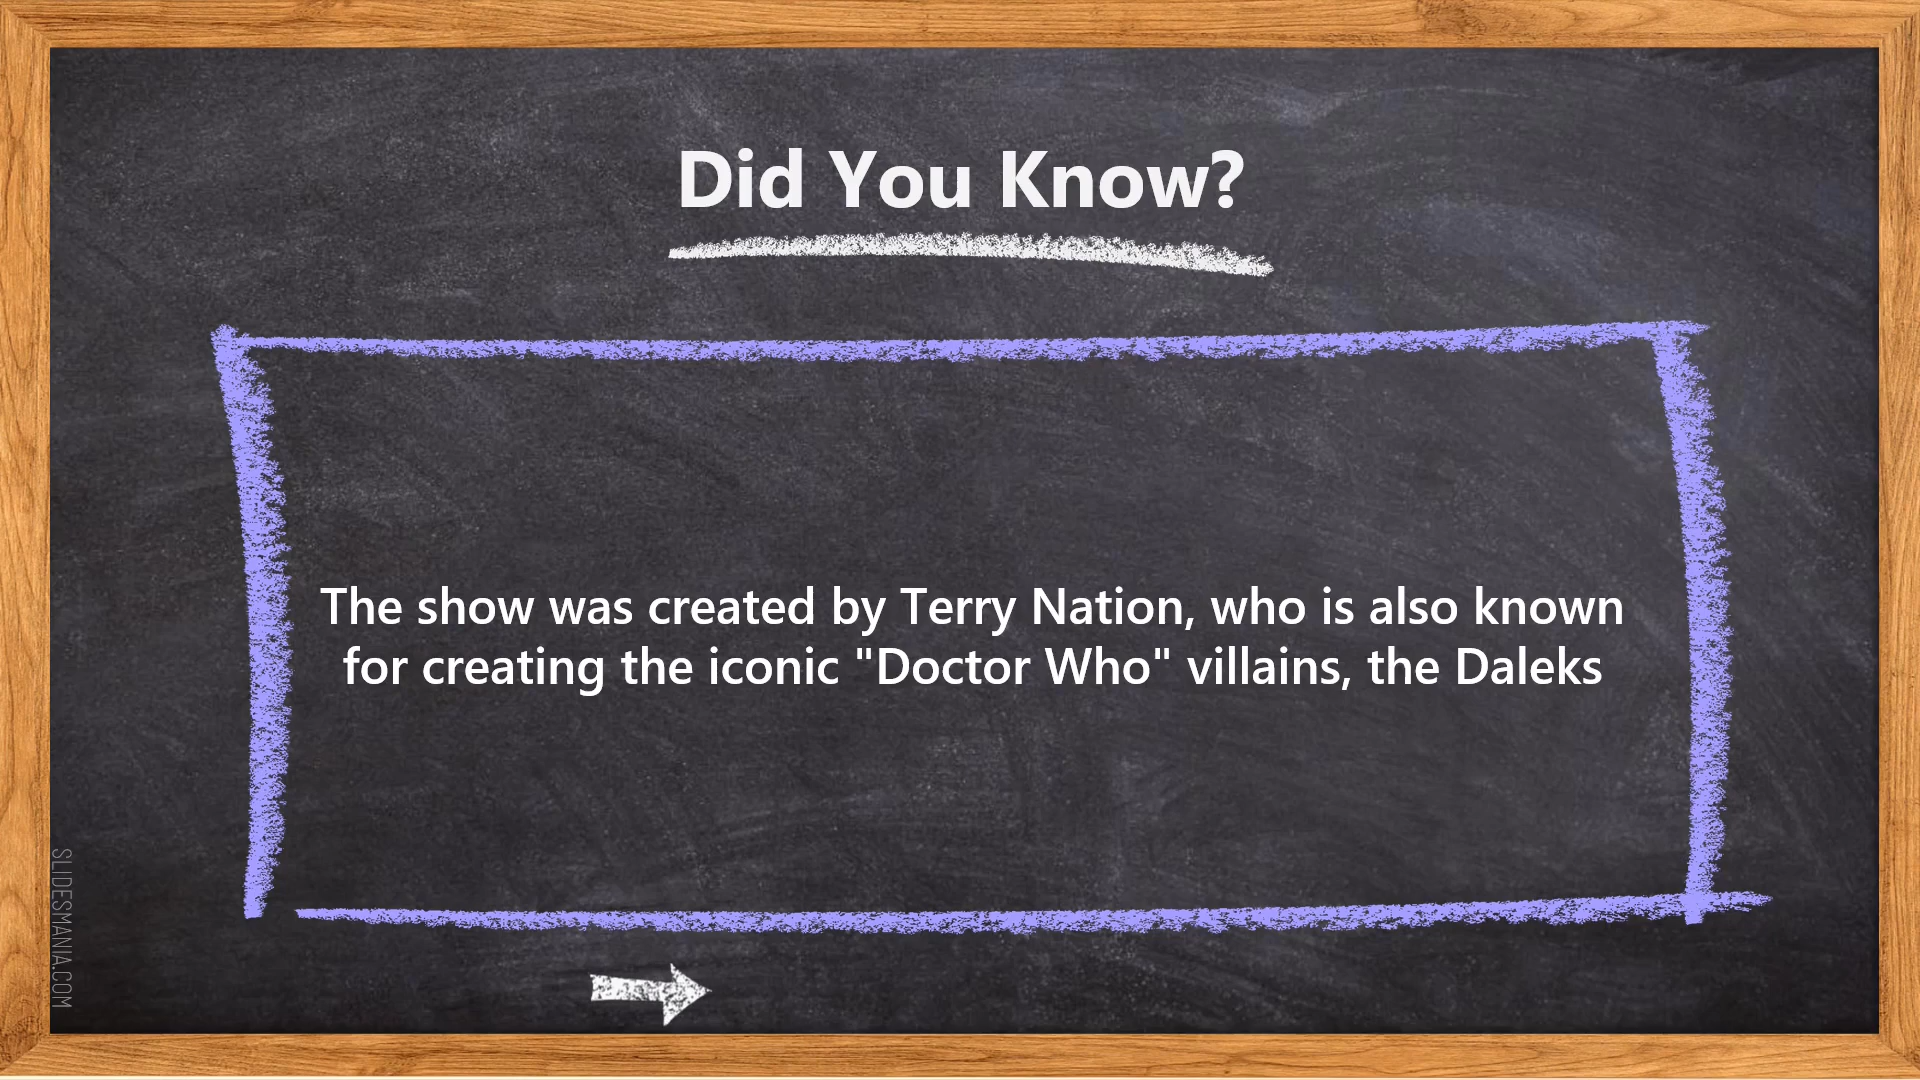 Did You Know?
The show was created by Terry Nation, who is also known
for creating the iconic "Doctor Who" villains, the Daleks
SLIDESMANIA.COM